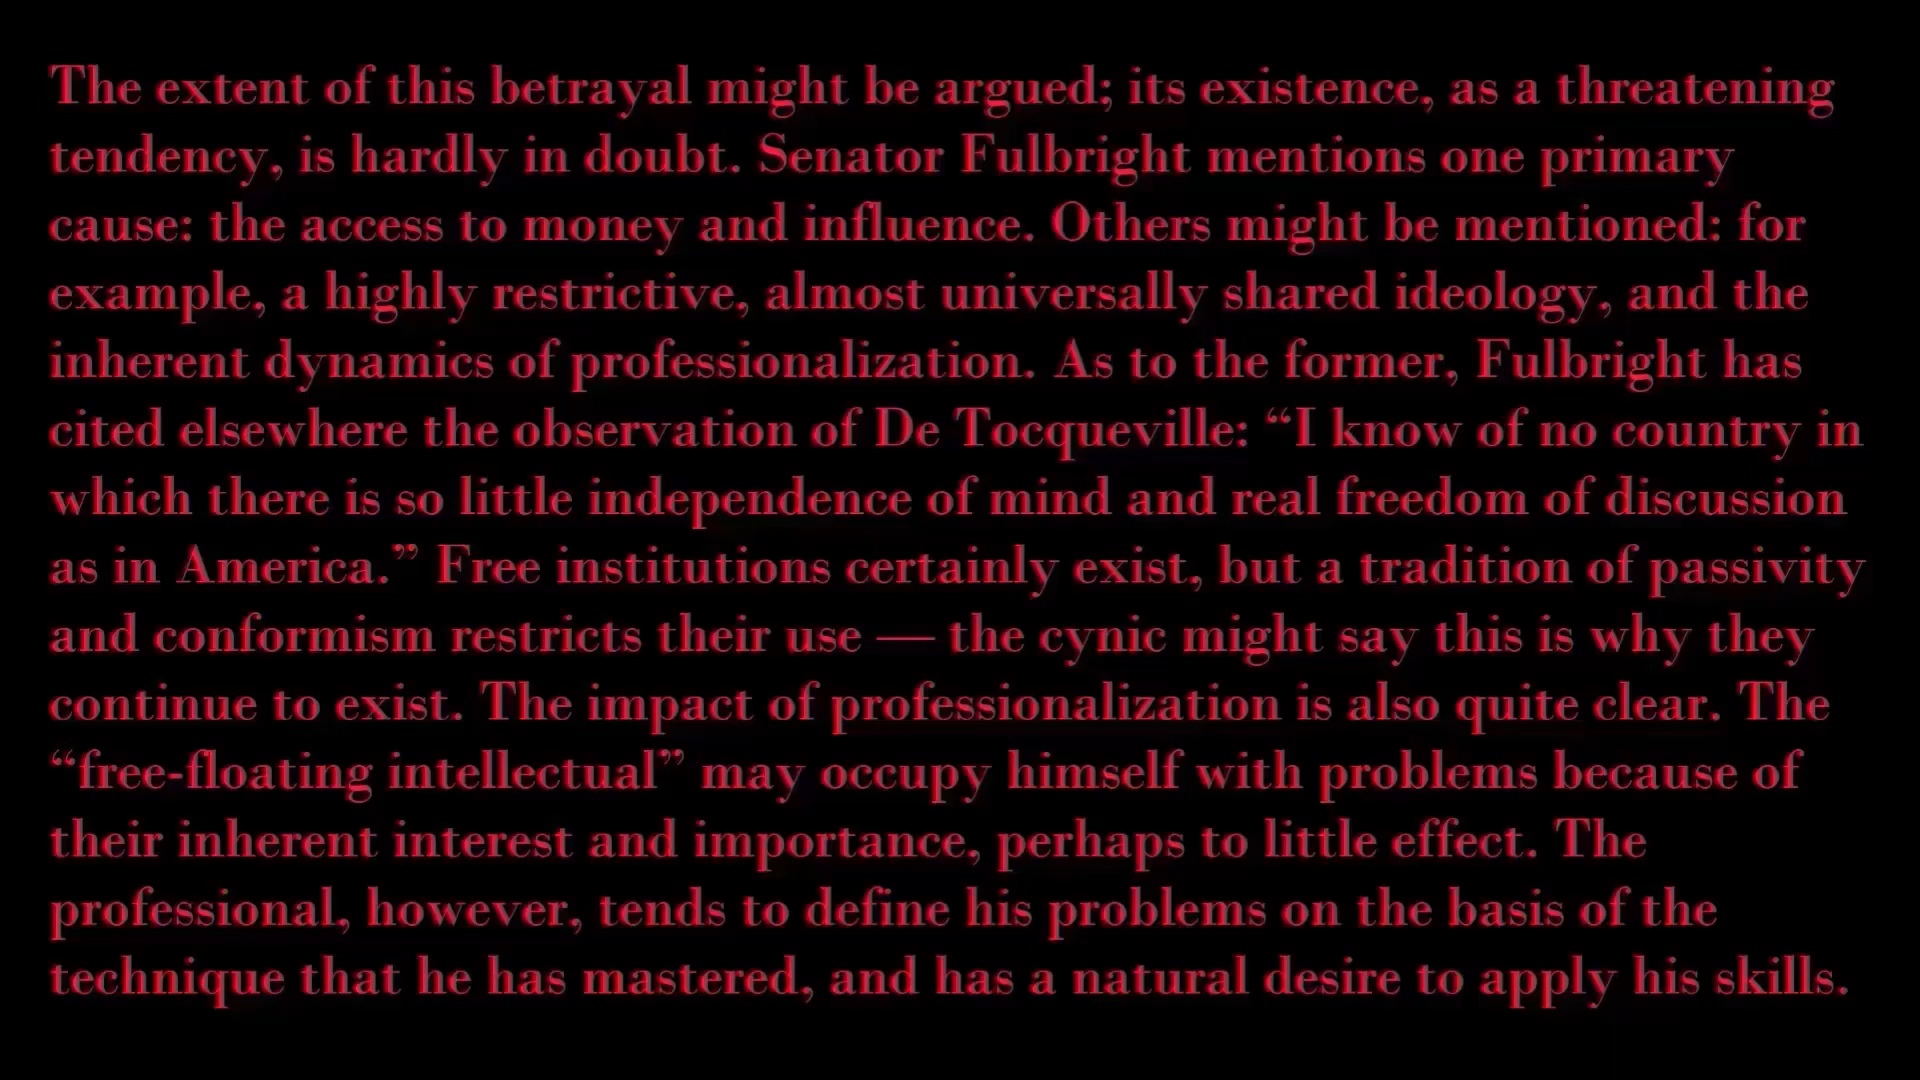 The extent of this betrayal might be argued; its existence, as a threatening
tendency, is hardly in doubt. Senator Fulbright mentions one primary
cause: the access to money and influence. Others might be mentioned: for
example, a highly restrictive, almost universally shared ideology, and the
inherent dynamics of professionalization. As to the former, Fulbright has
cited elsewhere the observation of De Tocqueville: “I know of no country in
which there is so little independence of mind and real freedom of discussion
as in America.” Free institutions certainly exist, but a tradition of passivity
and conformism restricts their use — the cynic might say this is why they
continue to exist. The impact of professionalization is also quite clear. The
“free-floating intellectual” may occupy himself with problems because of
their inherent interest and importance, perhaps to little effect. The
professional, however, tends to define his problems on the basis of the
technique that he has mastered, and has a natural desire to apply his skills.